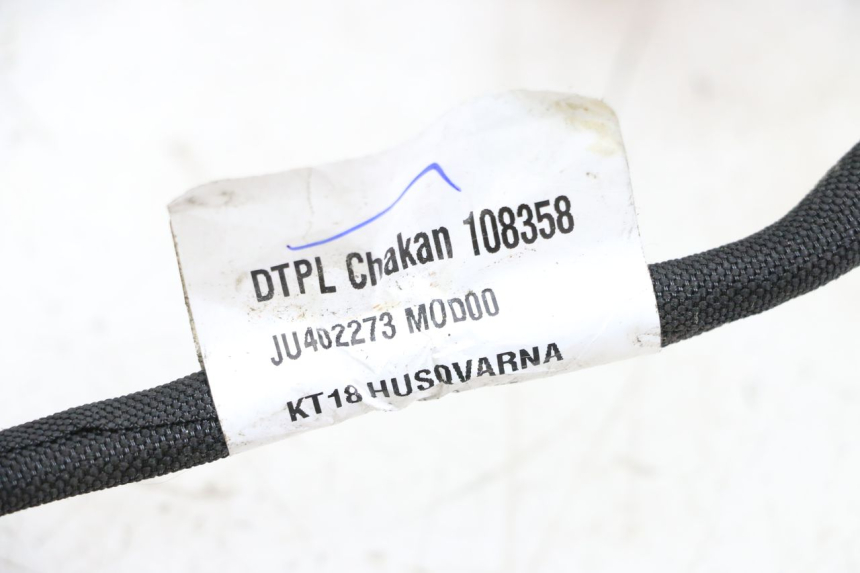 DTPL Chakan 108358
JU402273 MOD00
KT18 HUSQVARNA